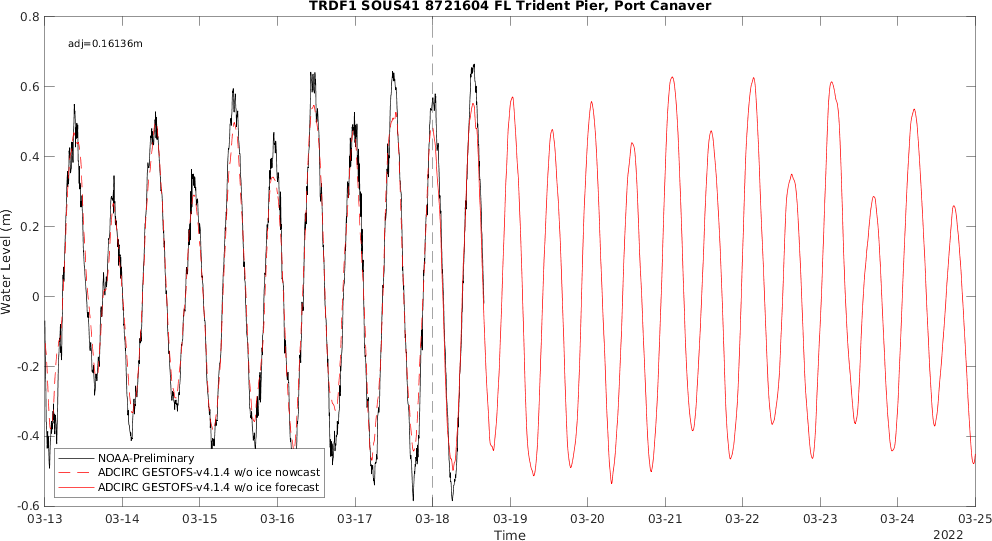 TRDF1 SOUS41 8721604 FL Trident Pier, Port Canaver
adj=0.16136m
0.8
0.6
0.4
0.2
0
-0.2
-0.4
-0.6
Water Level (m)
NOAA-Preliminary
ADCIRC GESTOFS-v4.1.4 w/o ice nowcast
ADCIRC GESTOFS-v4.1.4 w/o ice forecast
03-13 03-14 03-15 03-16 03-17 03-18 03-19 03-20 03-21 03-22 03-23 03-24 03-25
Time
2022